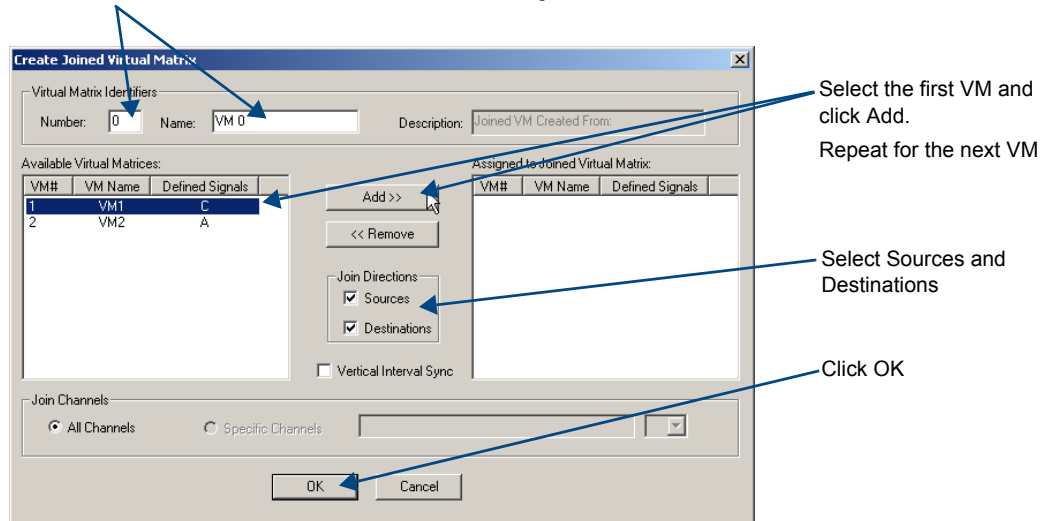 Create Joined Virtual Matrix
Virtual Matrix Identifiers
Number: 0 Name: VM 0 Description: Joined VM Created From:
Select the first VM and
click Add.
Repeat for the next VM
Available Virtual Matrices: Assigned to Joined Virtual Matrix:
VM# VM Name Defined Signals Add >> VM# VM Name Defined Signals
1 VM1 C
2 VM2 A
<< Remove
Join Directions
Sources
Destinations
Select Sources and
Destinations
Vertical Interval Sync
Click OK
Join Channels
All Channels Specific Channels
OK Cancel